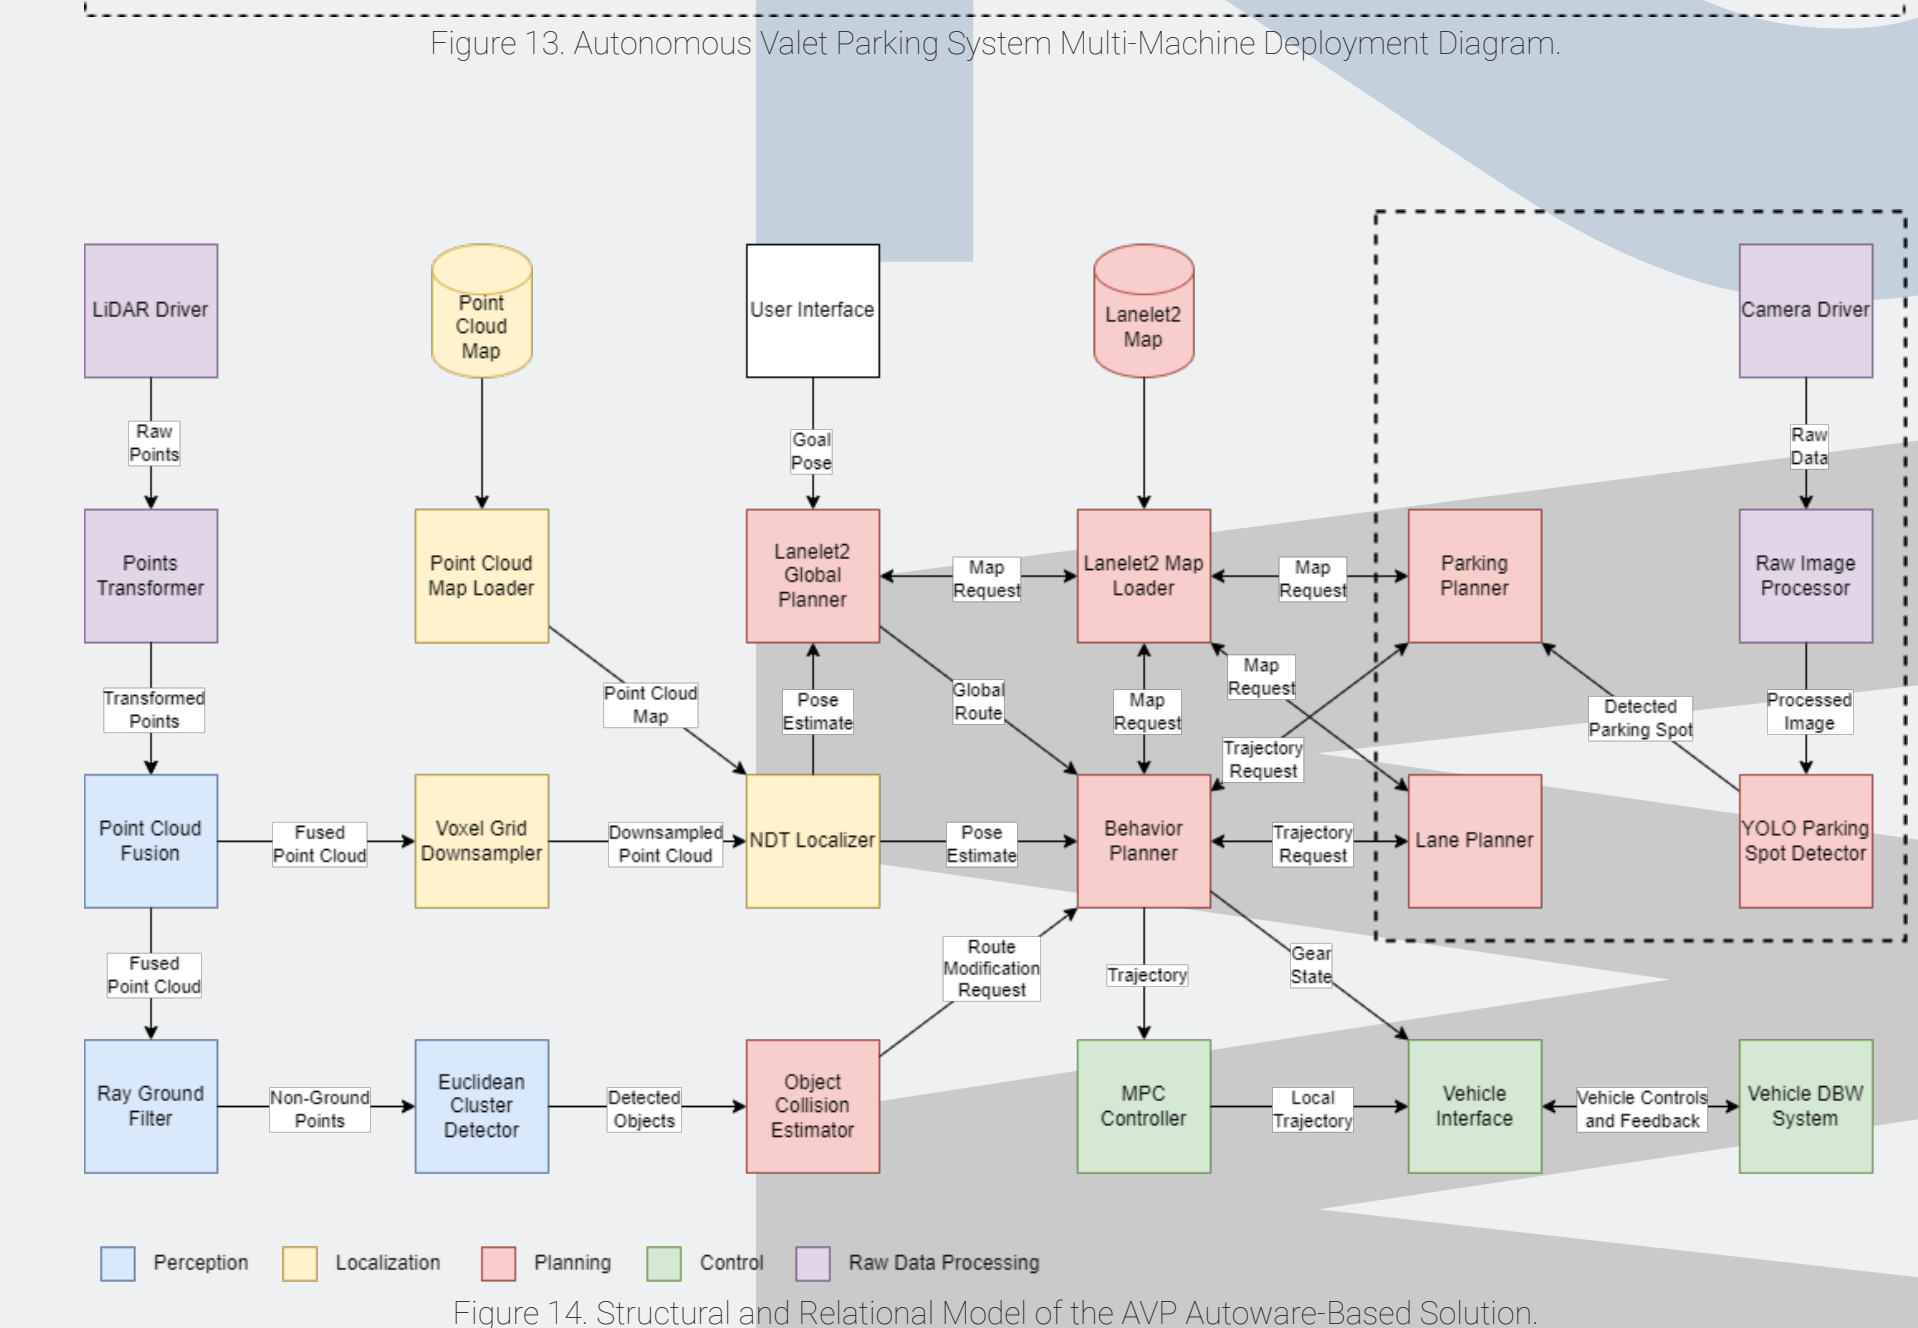 Figure 13. Autonomous Valet Parking System Multi-Machine Deployment Diagram.
LiDAR Driver
Point
Cloud
Map
User Interface
Lanelet2
Map
Camera Driver
Raw
Points
Goal
Pose
Raw
Data
Points
Transformer
Point Cloud
Map Loader
Lanelet2
Global
Planner
Map
Request
Lanelet2 Map
Loader
Map
Request
Parking
Planner
Raw Image
Processor
Transformed
Points
Point Cloud
Map
Pose
Estimate
Global
Route
Map
Request
Map
Request
Trajectory
Request
Detected
Parking Spot
Processed
Image
Point Cloud
Fusion
Fused
Point Cloud
Voxel Grid
Downsampler
Downsampled
Point Cloud
NDT Localizer
Pose
Estimate
Behavior
Planner
Trajectory
Request
Lane Planner
YOLO Parking
Spot Detector
Fused
Point Cloud
Route
Modification
Request
Trajectory
Gear
State
Ray Ground
Filter
Non-Ground
Points
Euclidean
Cluster
Detector
Detected
Objects
Object
Collision
Estimator
MPC
Controller
Local
Trajectory
Vehicle
Interface
Vehicle Controls
and Feedback
Vehicle DBW
System
Perception
Localization
Planning
Control
Raw Data Processing
Figure 14. Structural and Relational Model of the AVP Autoware-Based Solution.